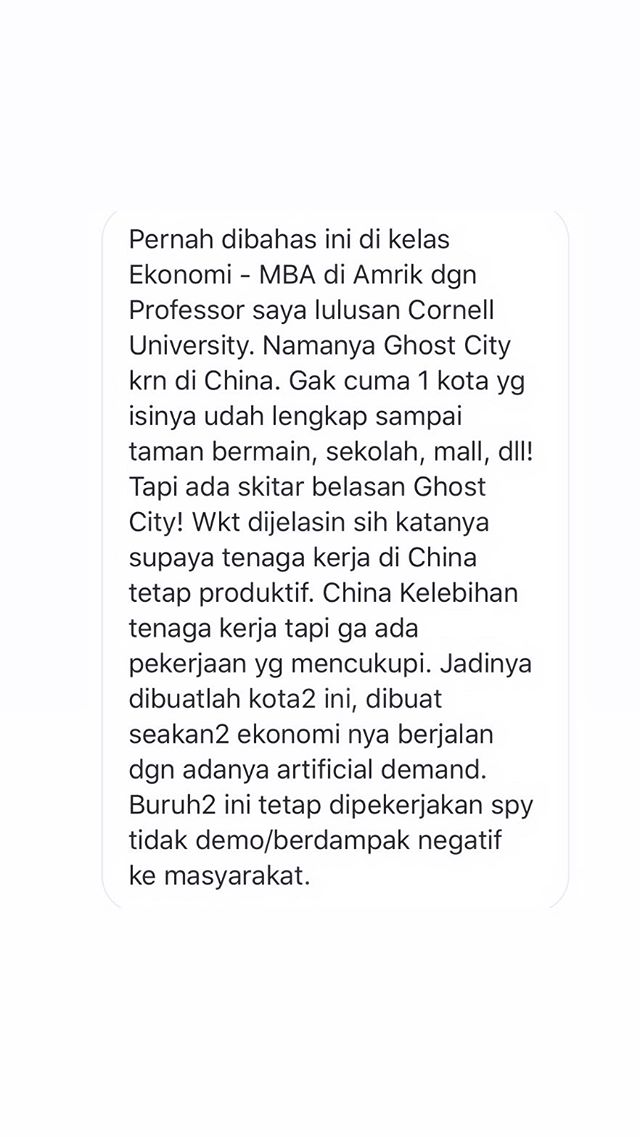 Pernah dibahas ini di kelas
Ekonomi - MBA di Amrik dgn
Professor saya lulusan Cornell
University. Namanya Ghost City
krn di China. Gak cuma 1 kota yg
isinya udah lengkap sampai
taman bermain, sekolah, mall, dll!
Tapi ada skitar belasan Ghost
City! Wkt dijelasin sih katanya
supaya tenaga kerja di China
tetap produktif. China Kelebihan
tenaga kerja tapi ga ada
pekerjaan yg mencukupi. Jadinya
dibuatlah kota2 ini, dibuat
seakan2 ekonomi nya berjalan
dgn adanya artificial demand.
Buruh2 ini tetap dipekerjakan spy
tidak demo/berdampak negatif
ke masyarakat.